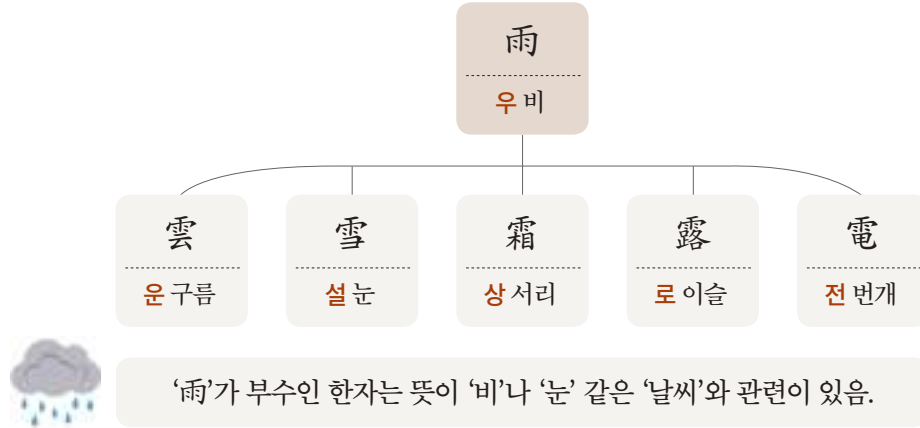 雨
우 비
雲 雪 霜 露 電
운 구름 설 눈 상 서리 로 이슬 전 번개
‘雨’가 부수인 한자는 뜻이 ‘비’나 ‘눈’ 같은 ‘날씨’와 관련이 있음.